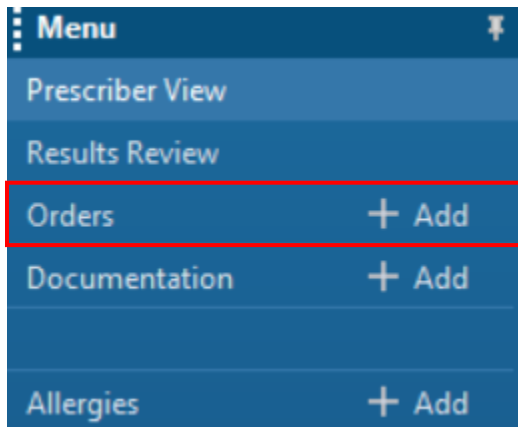 Menu
Prescriber View
Results Review
Orders + Add
Documentation + Add
Allergies + Add